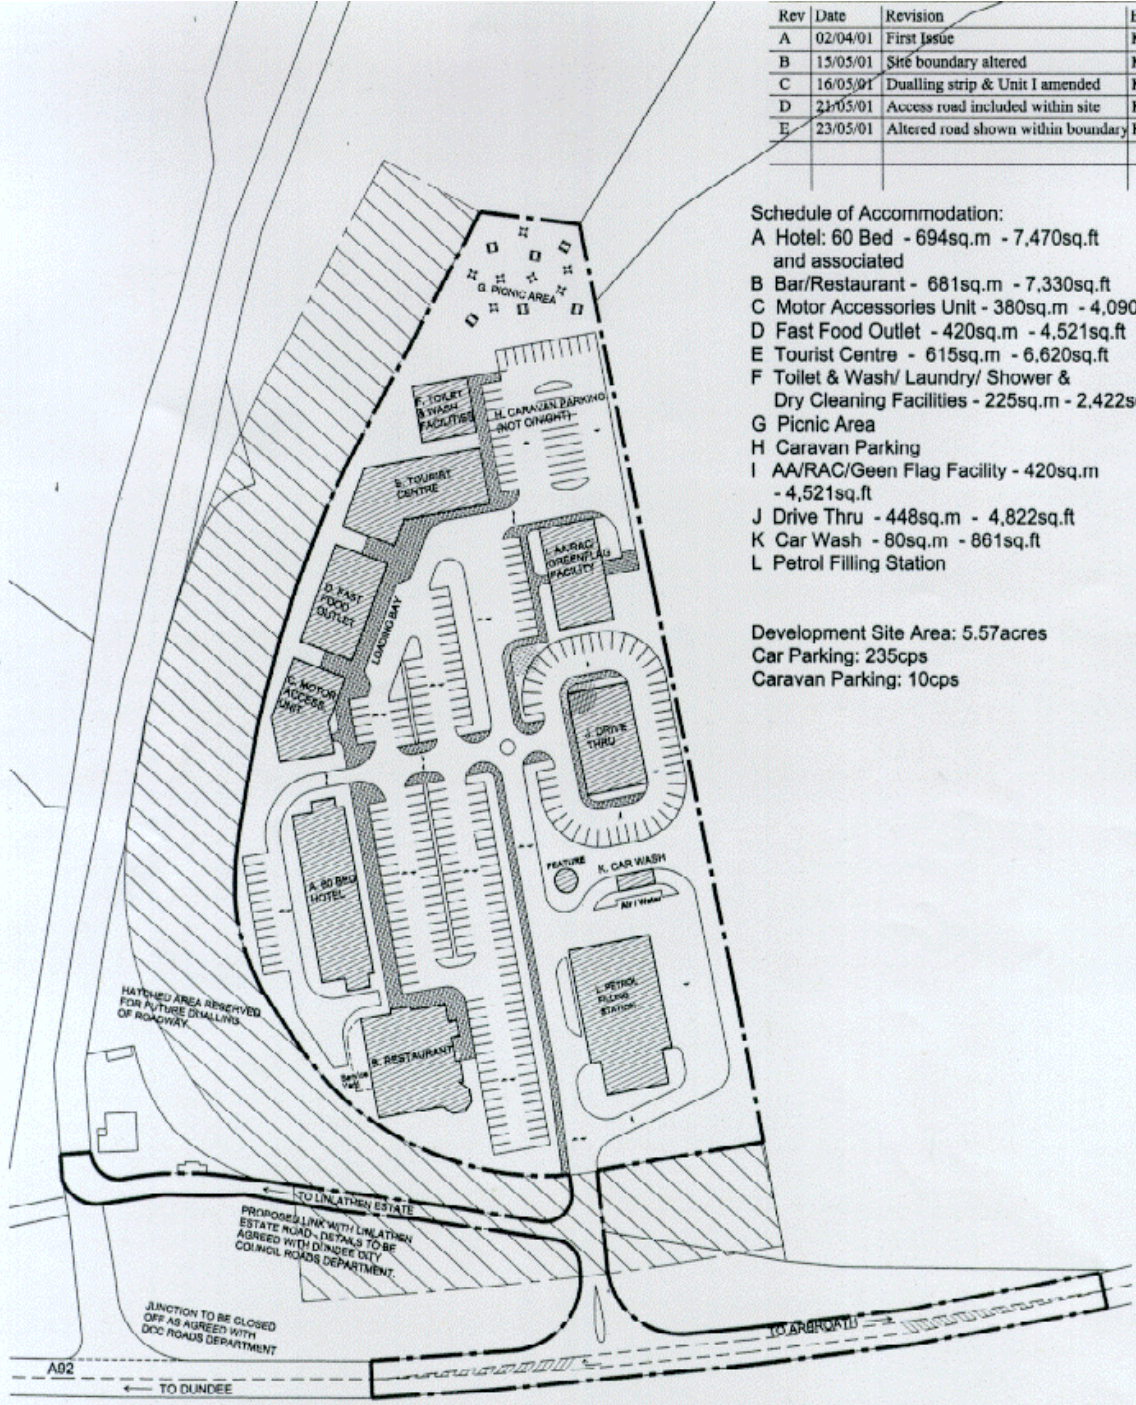 Rev Date Revision
A 02/04/01 First Issue
B 15/05/01 Site boundary altered
C 16/05/01 Dualling strip & Unit I amended
D 21/05/01 Access road included within site
E 23/05/01 Altered road shown within boundary
Schedule of Accommodation:
A Hotel: 60 Bed - 694sq.m - 7,470sq.ft
and associated
B Bar/Restaurant - 681sq.m - 7,330sq.ft
C Motor Accessories Unit - 380sq.m - 4,090
D Fast Food Outlet - 420sq.m - 4,521sq.ft
E Tourist Centre - 615sq.m - 6,620sq.ft
F Toilet & Wash/ Laundry/ Shower &
Dry Cleaning Facilities - 225sq.m - 2,422s
G Picnic Area
H Caravan Parking
I AA/RAC/Geen Flag Facility - 420sq.m
- 4,521sq.ft
J Drive Thru - 448sq.m - 4,822sq.ft
K Car Wash - 80sq.m - 861sq.ft
L Petrol Filling Station
Development Site Area: 5.57acres
Car Parking: 235cps
Caravan Parking: 10cps
G. PICNIC AREA
F. TOILET
& WASH
FACILITIES
H. CARAVAN PARKING
(NOT O/NIGHT)
E. TOURIST
CENTRE
I. AA/RAC/
GREENFLAG
FACILITY
D. FAST
FOOD
OUTLET
LOADING BAY
C. MOTOR
ACCESS.
UNIT
J. DRIVE
THRU
FEATURE
K. CAR WASH
Air / Water
A. 60 BED
HOTEL
L. PETROL
FILLING
STATION
HATCHED AREA RESERVED
FOR FUTURE DUALLING
OF ROADWAY.
B. RESTAURANT
Service
Yard
TO LINLATHEN ESTATE
PROPOSED LINK WITH LINLATHEN
ESTATE ROAD - DETAILS TO BE
AGREED WITH DUNDEE CITY
COUNCIL ROADS DEPARTMENT.
JUNCTION TO BE CLOSED
OFF AS AGREED WITH
DCC ROADS DEPARTMENT
TO ARBROATH
A92
TO DUNDEE